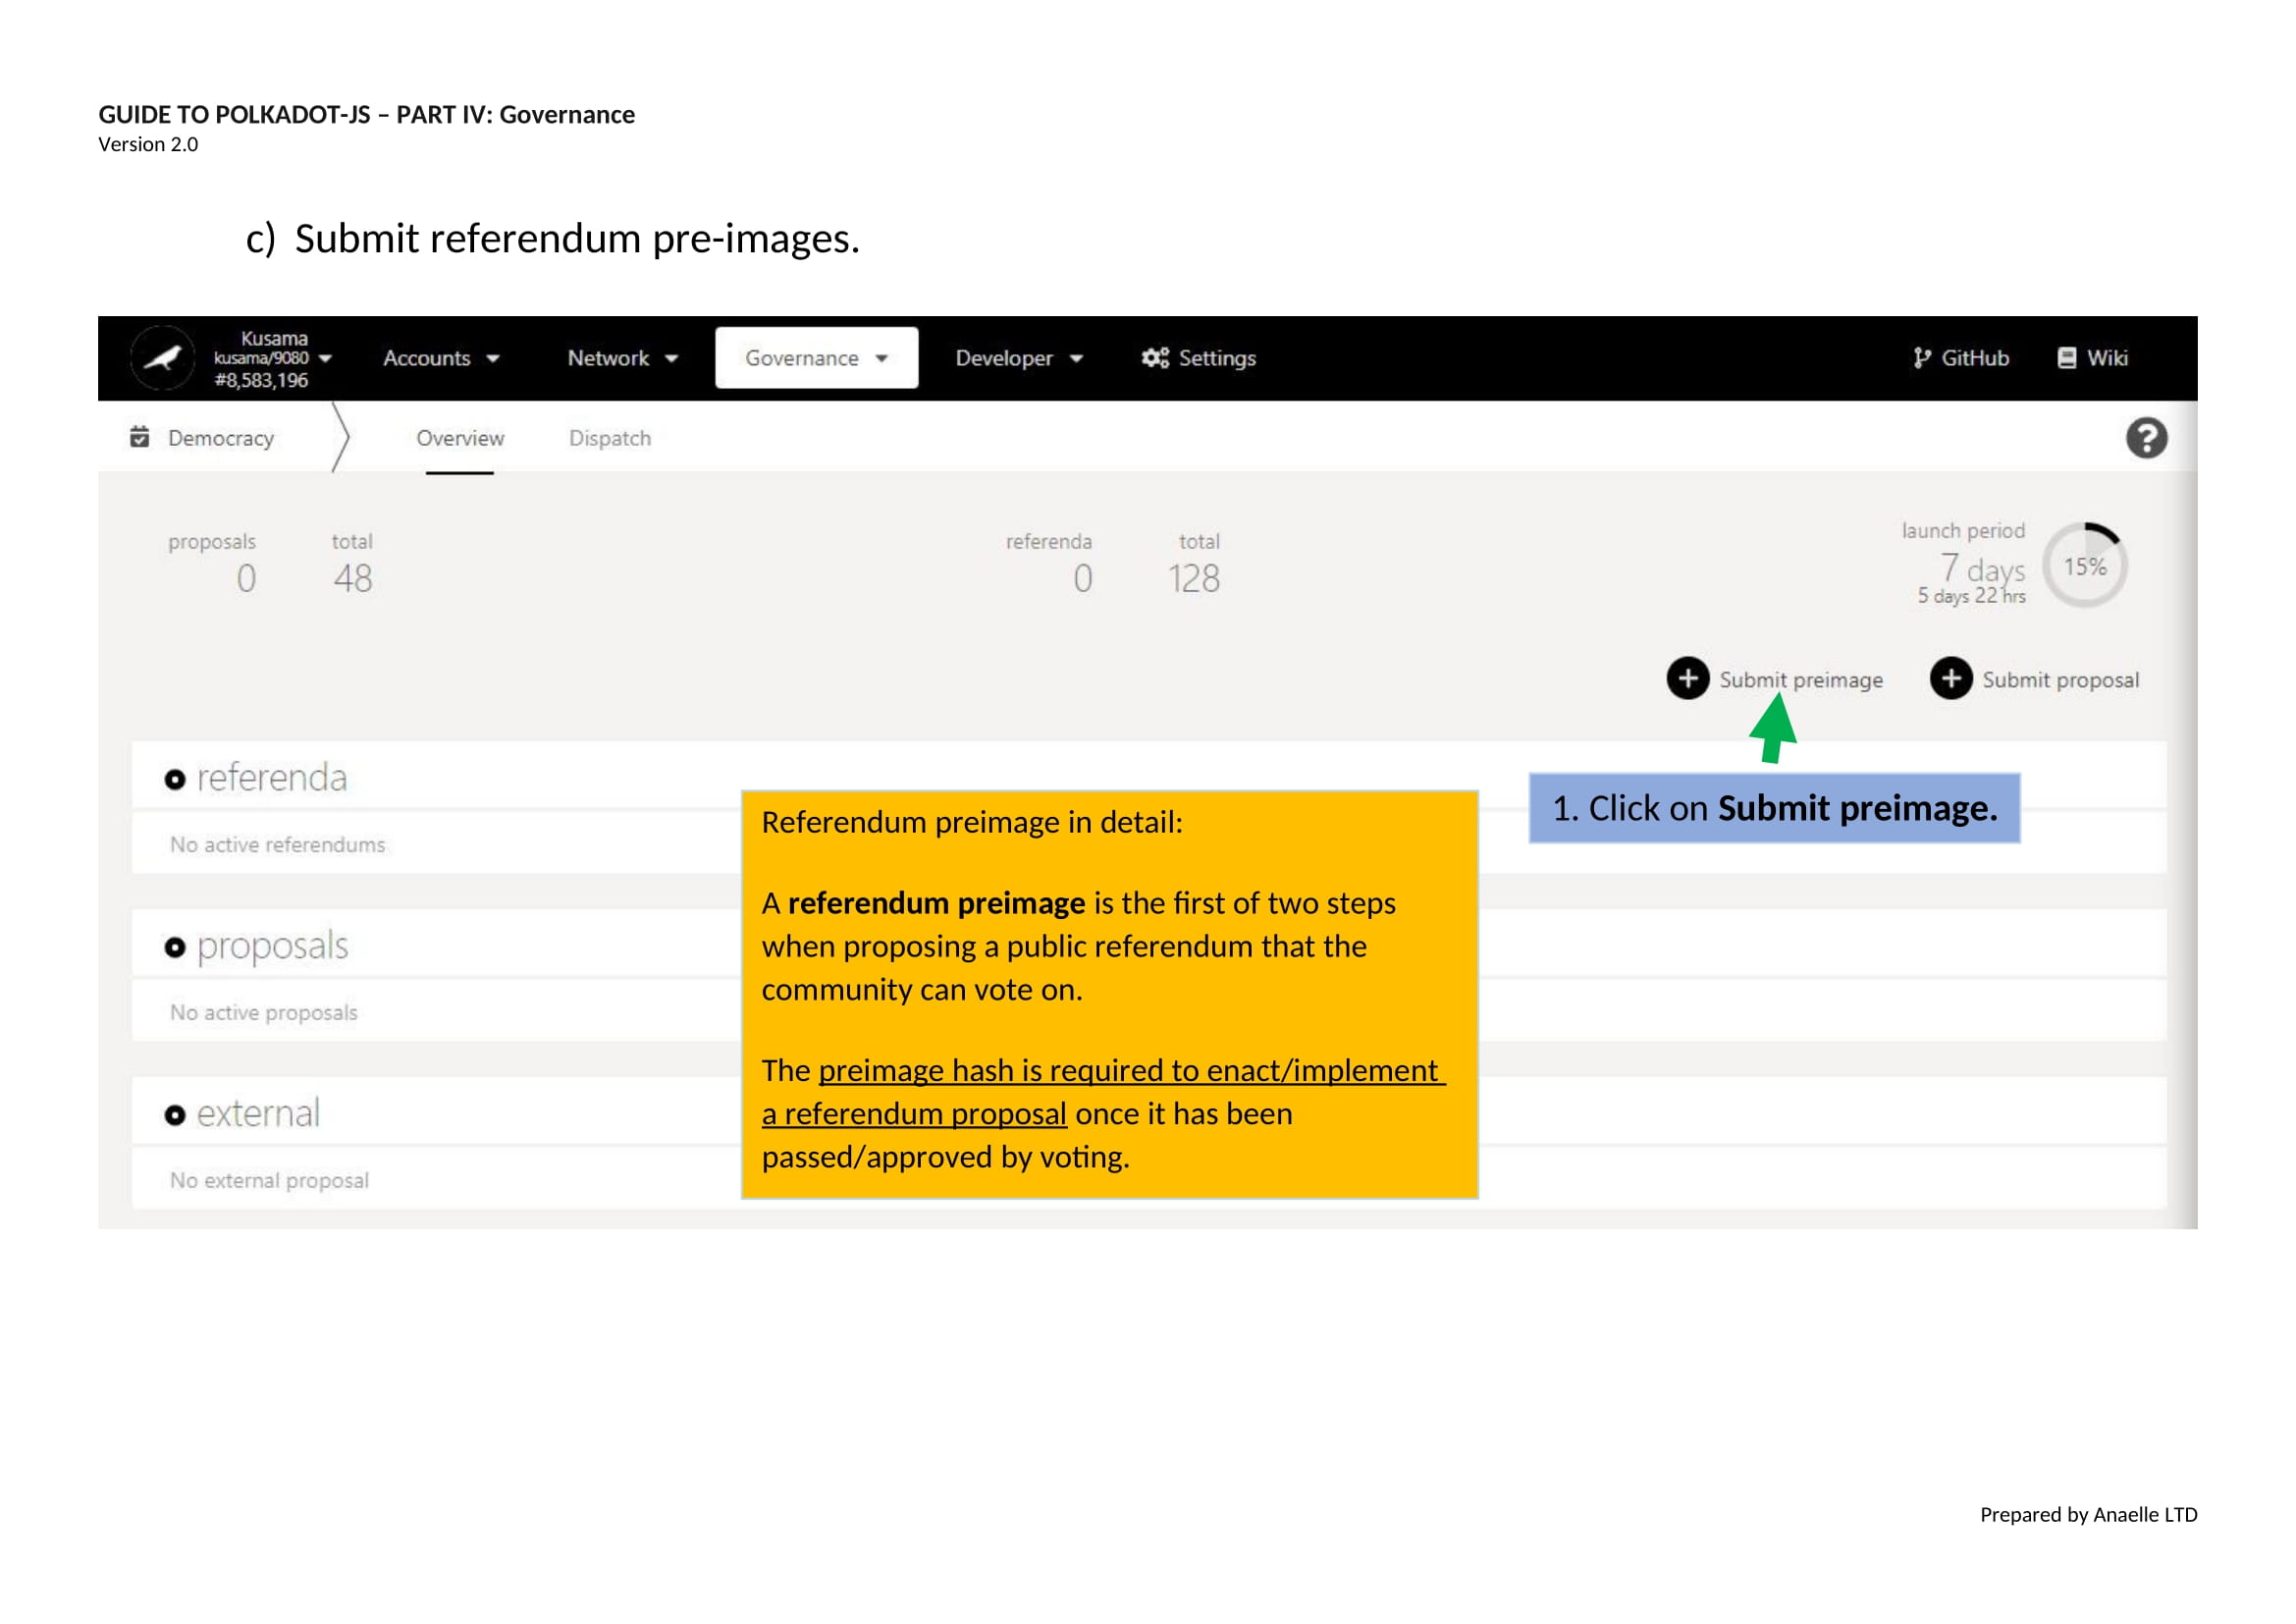 GUIDE TO POLKADOT-JS – PART IV: Governance
Version 2.0
c) Submit referendum pre-images.
Kusama
kusama/9080
#8,583,196
Accounts
Network
Governance
Developer
Settings
GitHub
Wiki
Democracy
Overview
Dispatch
proposals
0
total
48
referenda
0
total
128
launch period
7 days
5 days 22 hrs
15%
Submit preimage
Submit proposal
1. Click on Submit preimage.
referenda
No active referendums
proposals
No active proposals
external
No external proposal
Referendum preimage in detail:
A referendum preimage is the first of two steps
when proposing a public referendum that the
community can vote on.
The preimage hash is required to enact/implement
a referendum proposal once it has been
passed/approved by voting.
Prepared by Anaelle LTD